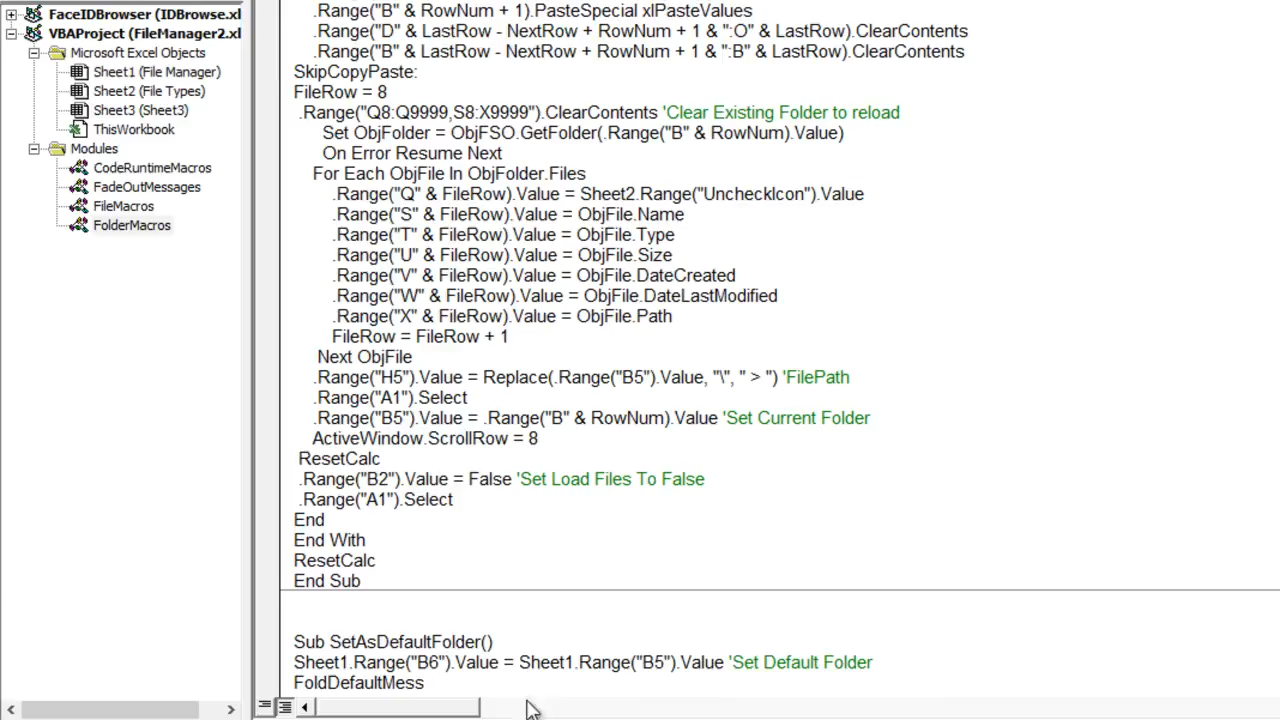 FaceIDBrowser (IDBrowse.xl
VBAProject (FileManager2.xl
Microsoft Excel Objects
Sheet1 (File Manager)
Sheet2 (File Types)
Sheet3 (Sheet3)
ThisWorkbook
Modules
CodeRuntimeMacros
FadeOutMessages
FileMacros
FolderMacros
.Range("B" & RowNum + 1).PasteSpecial xlPasteValues
.Range("D" & LastRow - NextRow + RowNum + 1 & ":O" & LastRow).ClearContents
.Range("B" & LastRow - NextRow + RowNum + 1 & ":B" & LastRow).ClearContents
SkipCopyPaste:
FileRow = 8
.Range("Q8:Q9999,S8:X9999").ClearContents 'Clear Existing Folder to reload
Set ObjFolder = ObjFSO.GetFolder(.Range("B" & RowNum).Value)
On Error Resume Next
For Each ObjFile In ObjFolder.Files
.Range("Q" & FileRow).Value = Sheet2.Range("UncheckIcon").Value
.Range("S" & FileRow).Value = ObjFile.Name
.Range("T" & FileRow).Value = ObjFile.Type
.Range("U" & FileRow).Value = ObjFile.Size
.Range("V" & FileRow).Value = ObjFile.DateCreated
.Range("W" & FileRow).Value = ObjFile.DateLastModified
.Range("X" & FileRow).Value = ObjFile.Path
FileRow = FileRow + 1
Next ObjFile
.Range("H5").Value = Replace(.Range("B5").Value, "\", " > ") 'FilePath
.Range("A1").Select
.Range("B5").Value = .Range("B" & RowNum).Value 'Set Current Folder
ActiveWindow.ScrollRow = 8
ResetCalc
.Range("B2").Value = False 'Set Load Files To False
.Range("A1").Select
End
End With
ResetCalc
End Sub
Sub SetAsDefaultFolder()
Sheet1.Range("B6").Value = Sheet1.Range("B5").Value 'Set Default Folder
FoldDefaultMess